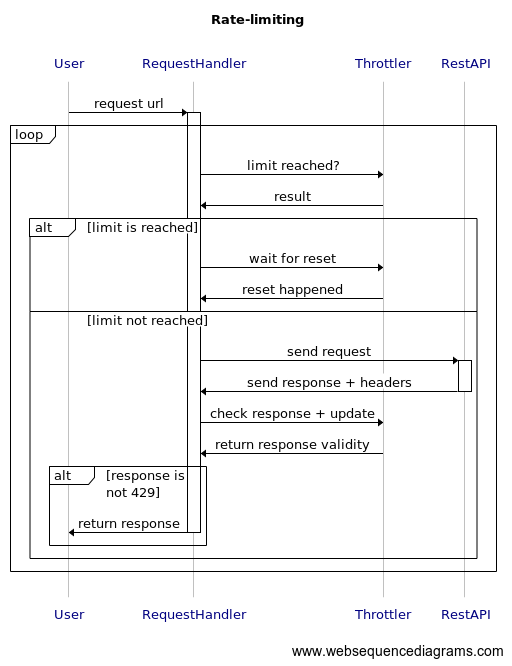 Rate-limiting
User RequestHandler Throttler RestAPI
request url
loop
limit reached?
result
alt [limit is reached]
wait for reset
reset happened
[limit not reached]
send request
send response + headers
check response + update
return response validity
alt [response is
not 429]
return response
User RequestHandler Throttler RestAPI
www.websequencediagrams.com